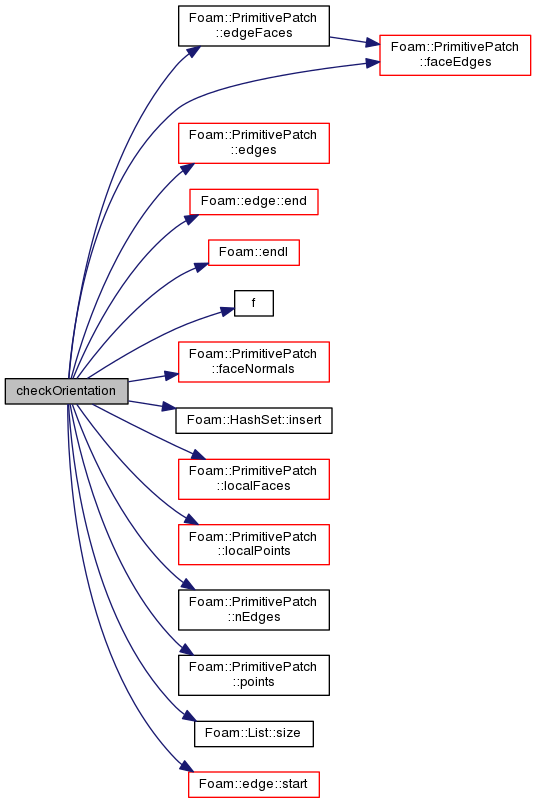 Foam::PrimitivePatch
::edgeFaces
Foam::PrimitivePatch
::faceEdges
Foam::PrimitivePatch
::edges
Foam::edge::end
Foam::endl
f
Foam::PrimitivePatch
::faceNormals
checkOrientation
Foam::HashSet::insert
Foam::PrimitivePatch
::localFaces
Foam::PrimitivePatch
::localPoints
Foam::PrimitivePatch
::nEdges
Foam::PrimitivePatch
::points
Foam::List::size
Foam::edge::start